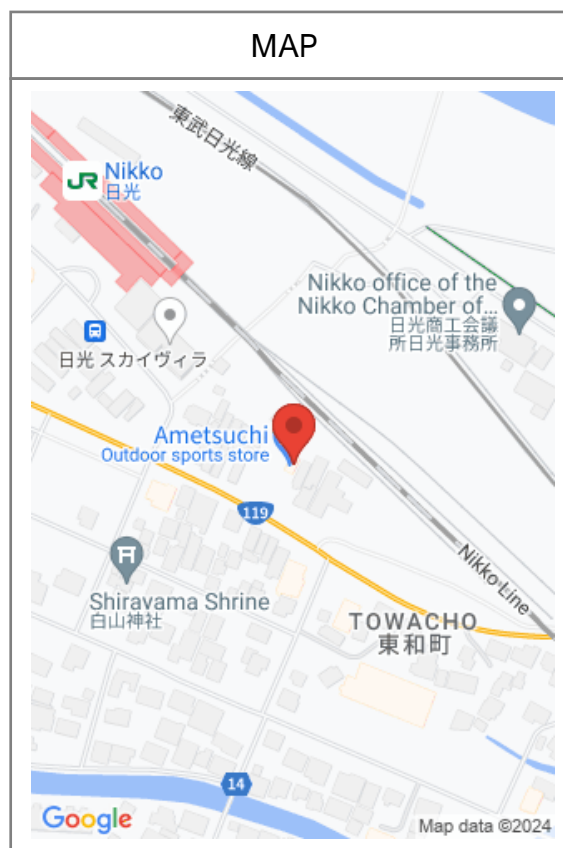 MAP
東武日光線
JR
Nikko
日光
Nikko office of the
Nikko Chamber of...
日光商工会議
所日光事務所
日光 スカイヴィラ
Ametsuchi
Outdoor sports store
119
Nikko Line
Shirayama Shrine
白山神社
TOWACHO
東和町
14
Google
Map data ©2024